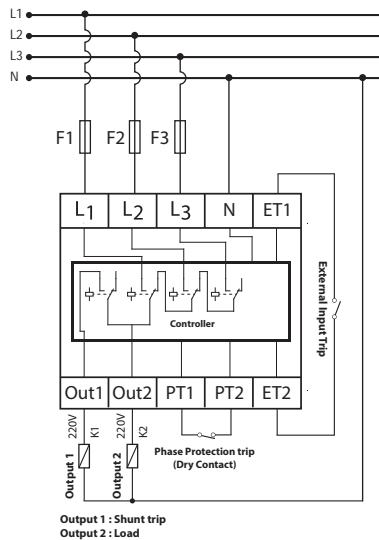 L1
L2
L3
N
F1 F2 F3
L1 L2 L3 N ET1
External Input Trip
Controller
Out1 Out2 PT1 PT2 ET2
220V K1 220V K2
Output 1
Output 2
Phase Protection trip
(Dry Contact)
Output 1 : Shunt trip
Output 2 : Load